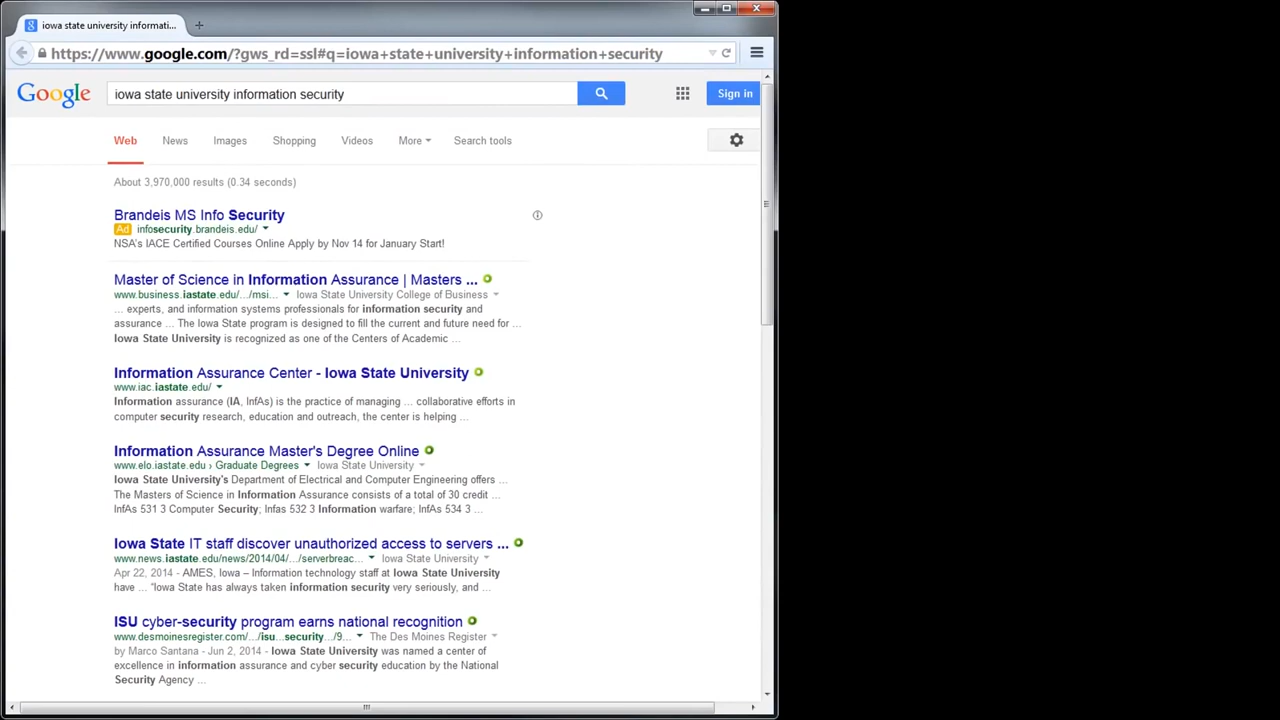 iowa state university informati...
https://www.google.com/?gws_rd=ssl#q=iowa+state+university+information+security
Google
iowa state university information security
Sign in
Web News Images Shopping Videos More Search tools
About 3,970,000 results (0.34 seconds)
Brandeis MS Info Security
Ad infosecurity.brandeis.edu/
NSA's IACE Certified Courses Online Apply by Nov 14 for January Start!
Master of Science in Information Assurance | Masters ...
www.business.iastate.edu/.../msi... Iowa State University College of Business
... experts, and information systems professionals for information security and
assurance ... The Iowa State program is designed to fill the current and future need for ...
Iowa State University is recognized as one of the Centers of Academic ...
Information Assurance Center - Iowa State University
www.iac.iastate.edu/
Information assurance (IA, InfAs) is the practice of managing ... collaborative efforts in
computer security research, education and outreach, the center is helping ...
Information Assurance Master's Degree Online
www.elo.iastate.edu › Graduate Degrees Iowa State University
Iowa State University's Department of Electrical and Computer Engineering offers ...
The Masters of Science in Information Assurance consists of a total of 30 credit ...
InfAs 531 3 Computer Security; Infas 532 3 Information warfare; InfAs 534 3 ...
Iowa State IT staff discover unauthorized access to servers ...
www.news.iastate.edu/news/2014/04/.../serverbreac... Iowa State University
Apr 22, 2014 - AMES, Iowa – Information technology staff at Iowa State University
have ... "Iowa State has always taken information security very seriously, and ...
ISU cyber-security program earns national recognition
www.desmoinesregister.com/.../isu...security.../9... The Des Moines Register
by Marco Santana - Jun 2, 2014 - Iowa State University was named a center of
excellence in information assurance and cyber security education by the National
Security Agency ...